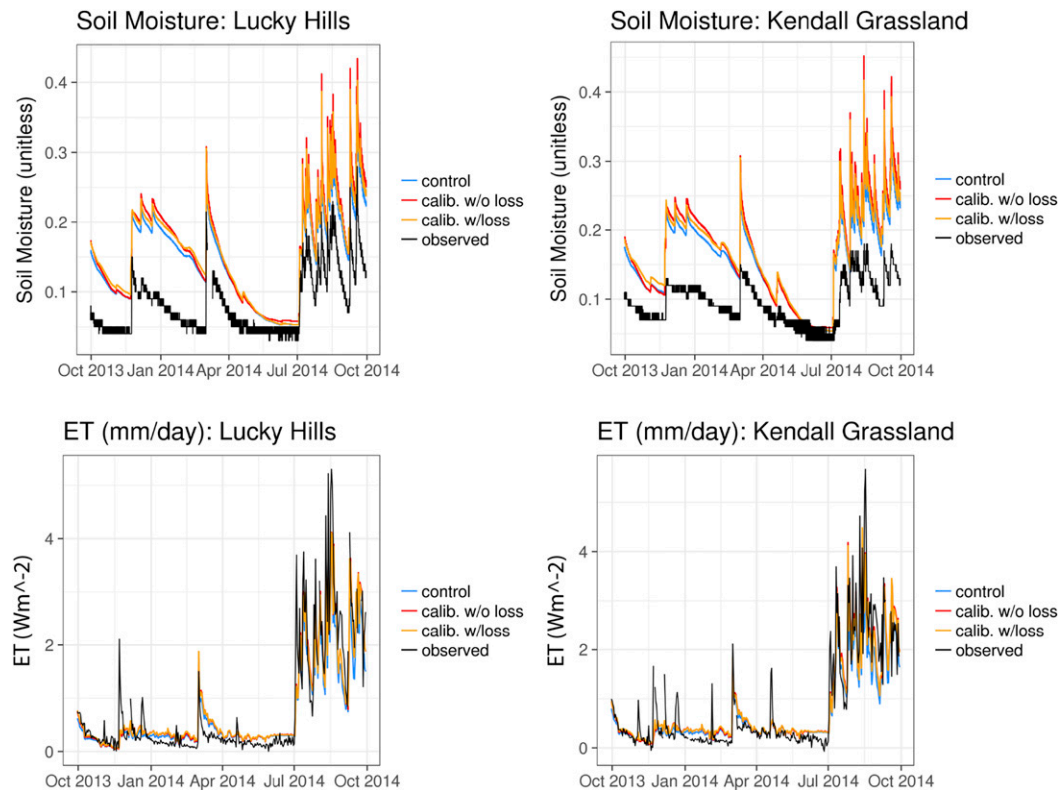 Soil Moisture: Lucky Hills
Soil Moisture (unitless)
0.4
0.3
0.2
0.1
Oct 2013 Jan 2014 Apr 2014 Jul 2014 Oct 2014
control
calib. w/o loss
calib. w/loss
observed
Soil Moisture: Kendall Grassland
Soil Moisture (unitless)
0.4
0.3
0.2
0.1
Oct 2013 Jan 2014 Apr 2014 Jul 2014 Oct 2014
control
calib. w/o loss
calib. w/loss
observed
ET (mm/day): Lucky Hills
ET (Wm^-2)
4
2
0
Oct 2013 Jan 2014 Apr 2014 Jul 2014 Oct 2014
control
calib. w/o loss
calib. w/loss
observed
ET (mm/day): Kendall Grassland
ET (Wm^-2)
4
2
0
Oct 2013 Jan 2014 Apr 2014 Jul 2014 Oct 2014
control
calib. w/o loss
calib. w/loss
observed